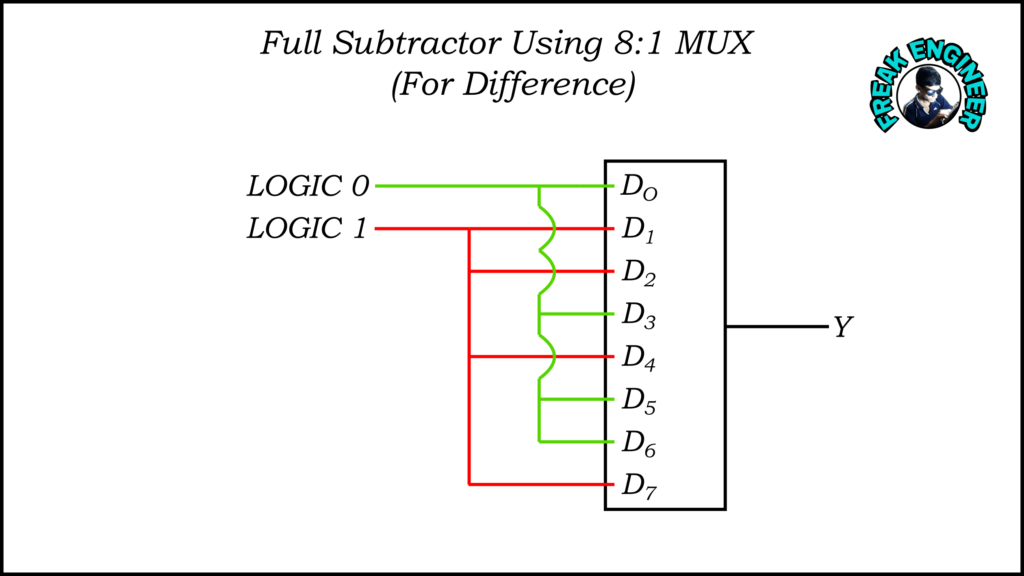 Full Subtractor Using 8:1 MUX
(For Difference)
FREAK ENGINEER
LOGIC 0
LOGIC 1
D₀
D₁
D₂
D₃
D₄
D₅
D₆
D₇
Y